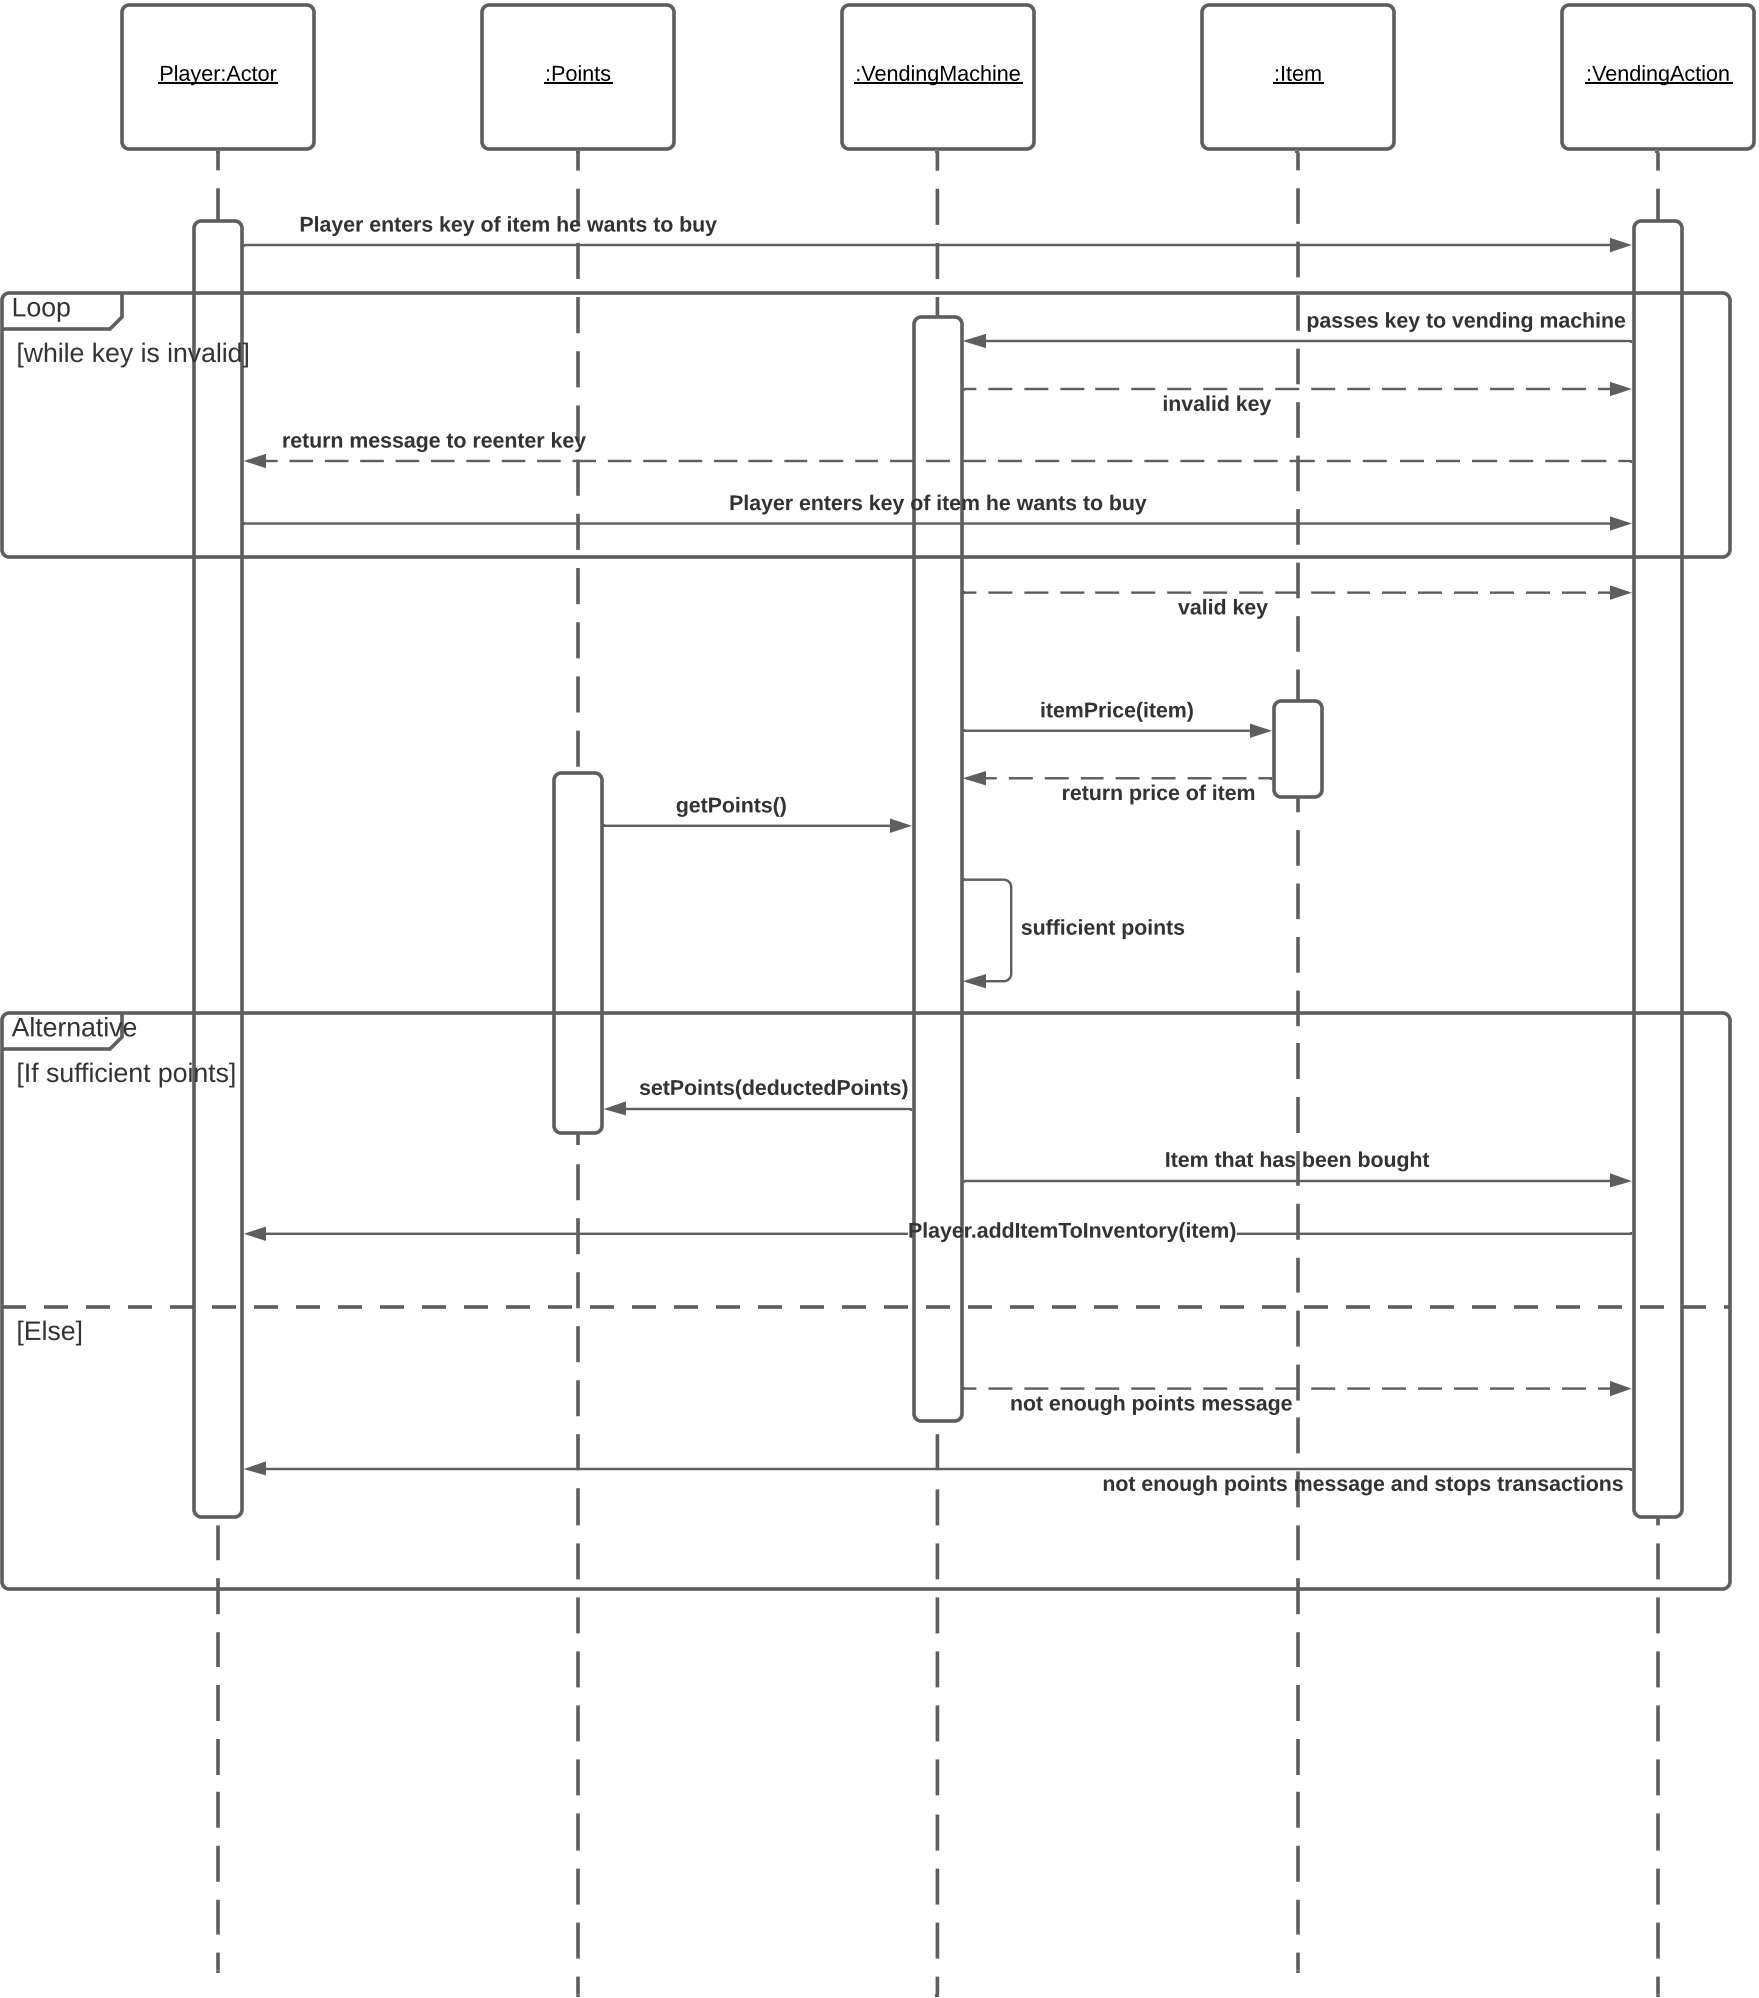 Player:Actor
:Points
:VendingMachine
:Item
:VendingAction
Player enters key of item he wants to buy
Loop
passes key to vending machine
[while key is invalid]
invalid key
return message to reenter key
Player enters key of item he wants to buy
valid key
itemPrice(item)
return price of item
getPoints()
sufficient points
Alternative
[If sufficient points]
setPoints(deductedPoints)
Item that has been bought
Player.addItemToInventory(item)
[Else]
not enough points message
not enough points message and stops transactions